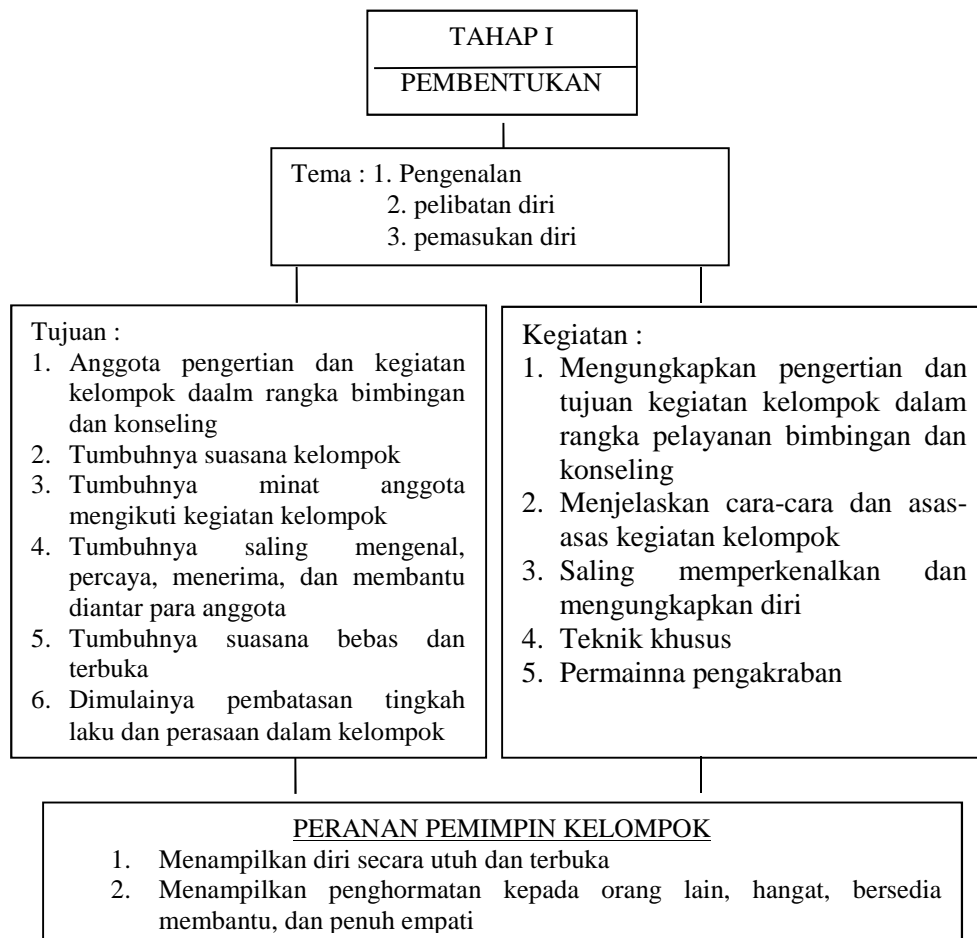 TAHAP I
PEMBENTUKAN
Tema : 1. Pengenalan
2. pelibatan diri
3. pemasukan diri
Tujuan :
1. Anggota pengertian dan kegiatan
kelompok daalm rangka bimbingan
dan konseling
2. Tumbuhnya suasana kelompok
3. Tumbuhnya minat anggota
mengikuti kegiatan kelompok
4. Tumbuhnya saling mengenal,
percaya, menerima, dan membantu
diantar para anggota
5. Tumbuhnya suasana bebas dan
terbuka
6. Dimulainya pembatasan tingkah
laku dan perasaan dalam kelompok
Kegiatan :
1. Mengungkapkan pengertian dan
tujuan kegiatan kelompok dalam
rangka pelayanan bimbingan dan
konseling
2. Menjelaskan cara-cara dan asas-
asas kegiatan kelompok
3. Saling memperkenalkan dan
mengungkapkan diri
4. Teknik khusus
5. Permainna pengakraban
PERANAN PEMIMPIN KELOMPOK
1. Menampilkan diri secara utuh dan terbuka
2. Menampilkan penghormatan kepada orang lain, hangat, bersedia
membantu, dan penuh empati